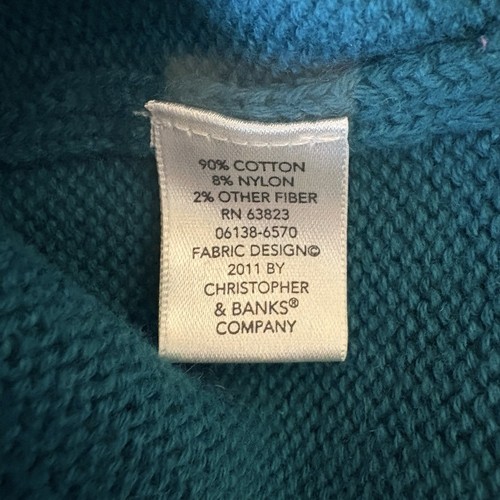 90% COTTON
8% NYLON
2% OTHER FIBER
RN 63823
06138-6570
FABRIC DESIGN©
2011 BY
CHRISTOPHER
& BANKS®
COMPANY